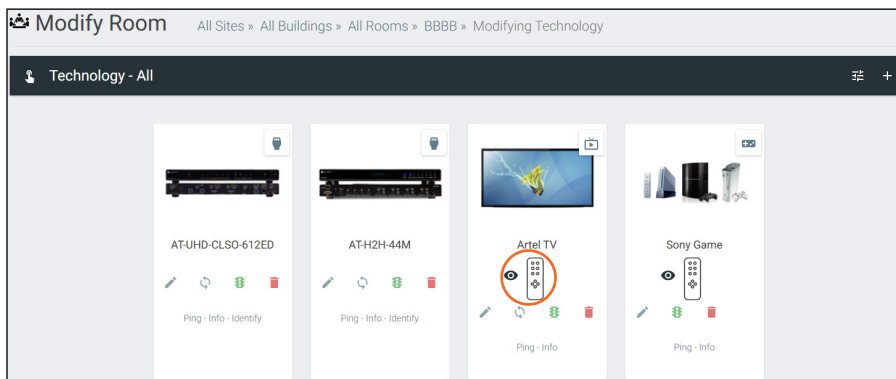 Modify Room
All Sites » All Buildings » All Rooms » BBBB » Modifying Technology
Technology - All
AT-UHD-CLSO-612ED
AT-H2H-44M
Artel TV
Sony Game
Ping - Info - Identify
Ping - Info - Identify
Ping - Info
Ping - Info